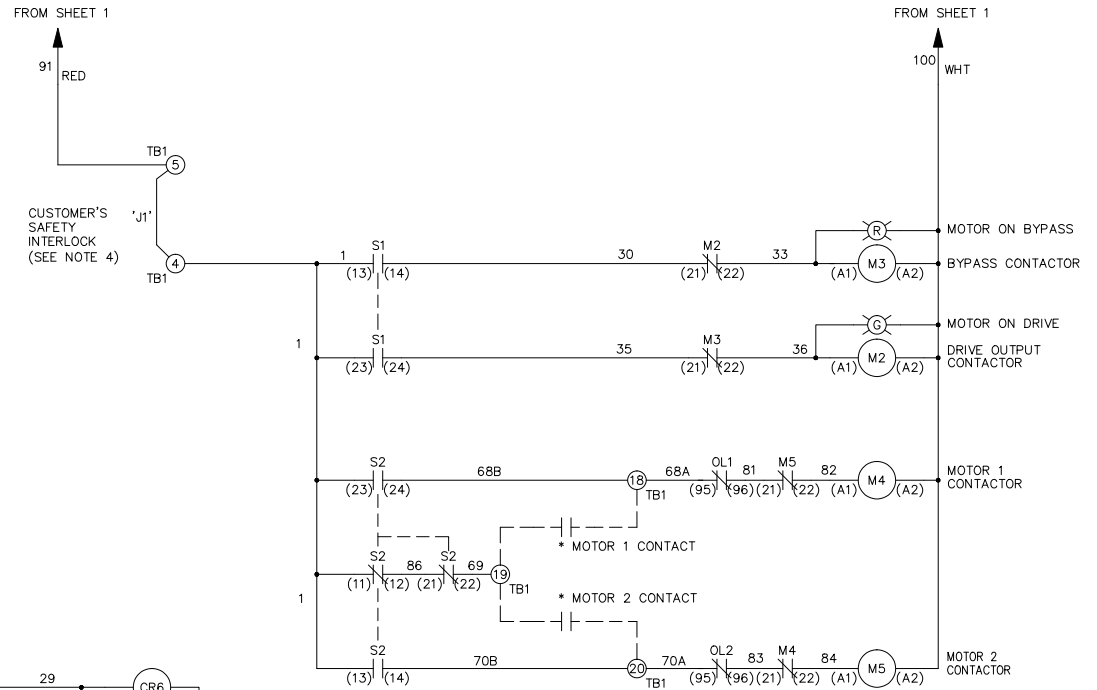 FROM SHEET 1
FROM SHEET 1
91
RED
100
WHT
TB1
5
CUSTOMER'S
SAFETY
INTERLOCK
(SEE NOTE 4)
'J1'
4
TB1
1
S1
(13) (14)
30
M2
(21) (22)
33
R
MOTOR ON BYPASS
M3
(A1) (A2)
BYPASS CONTACTOR
1
S1
(23) (24)
35
M3
(21) (22)
36
G
MOTOR ON DRIVE
M2
(A1) (A2)
DRIVE OUTPUT
CONTACTOR
S2
(23) (24)
68B
18
TB1
68A
OL1
(95) (96)
81
M5
(21) (22)
82
M4
(A1) (A2)
MOTOR 1
CONTACTOR
* MOTOR 1 CONTACT
S2
(11) (12)
86
S2
(21) (22)
69
19
TB1
1
* MOTOR 2 CONTACT
S2
(13) (14)
70B
20
TB1
70A
OL2
(95) (96)
83
M4
(21) (22)
84
M5
(A1) (A2)
MOTOR 2
CONTACTOR
29
CR6